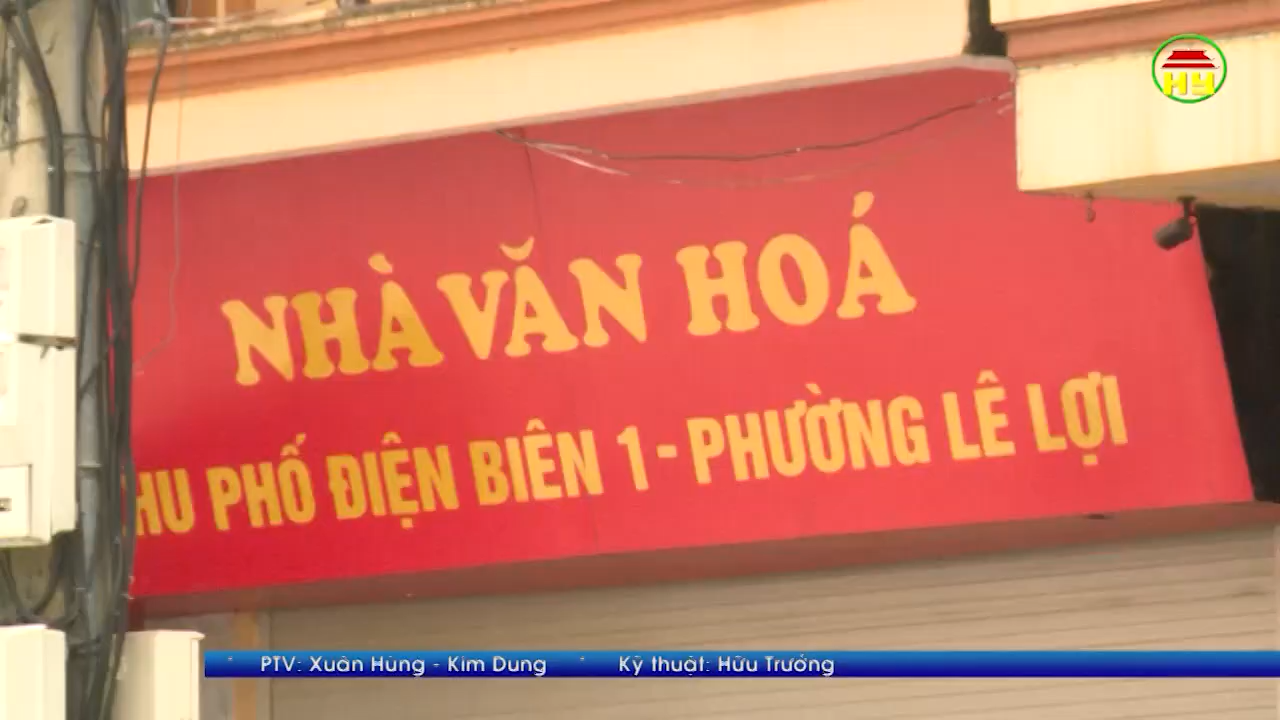 HY
NHÀ VĂN HOÁ
HU PHỐ ĐIỆN BIÊN 1 - PHƯỜNG LÊ LỢI
PTV: Xuân Hùng - Kim Dung * Kỹ thuật: Hữu Trưởng